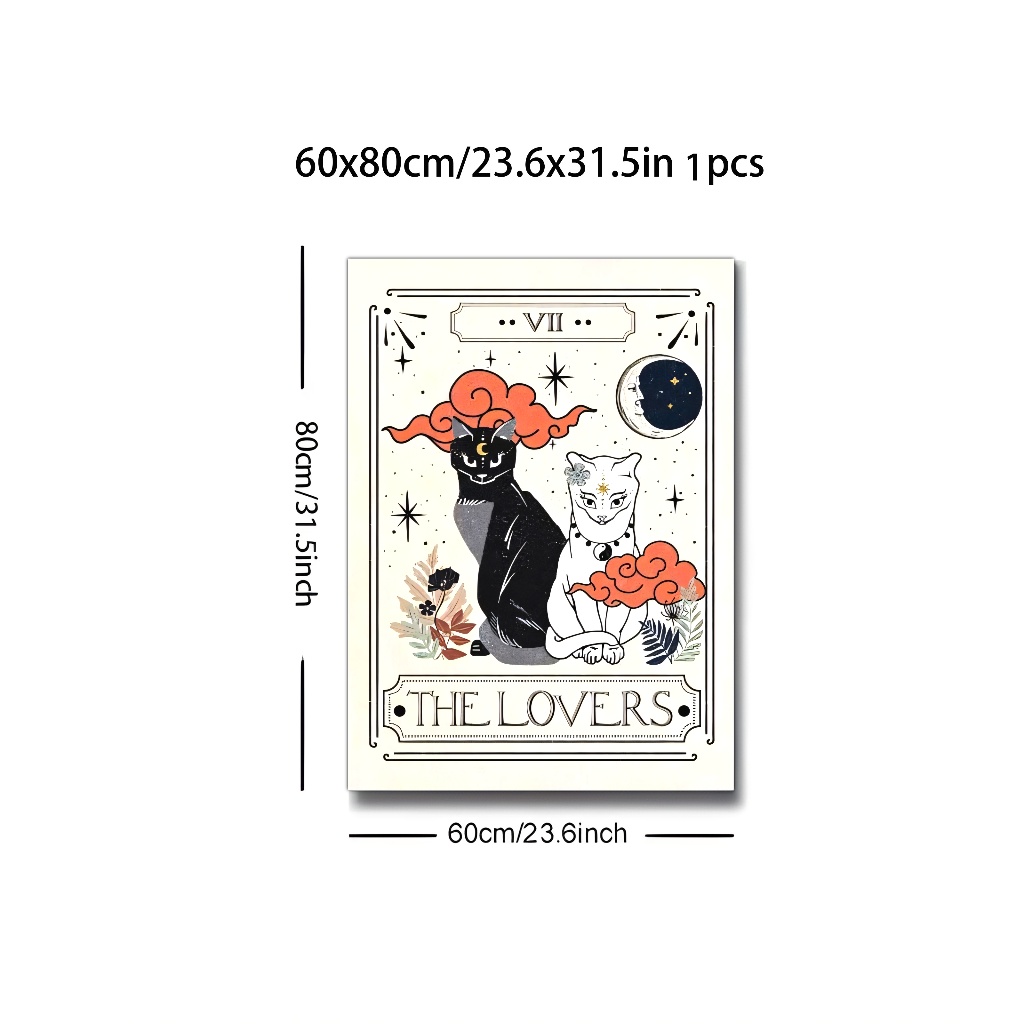 60x80cm/23.6x31.5in 1pcs
80cm/31.5inch
•• VII ••
THE LOVERS
60cm/23.6inch